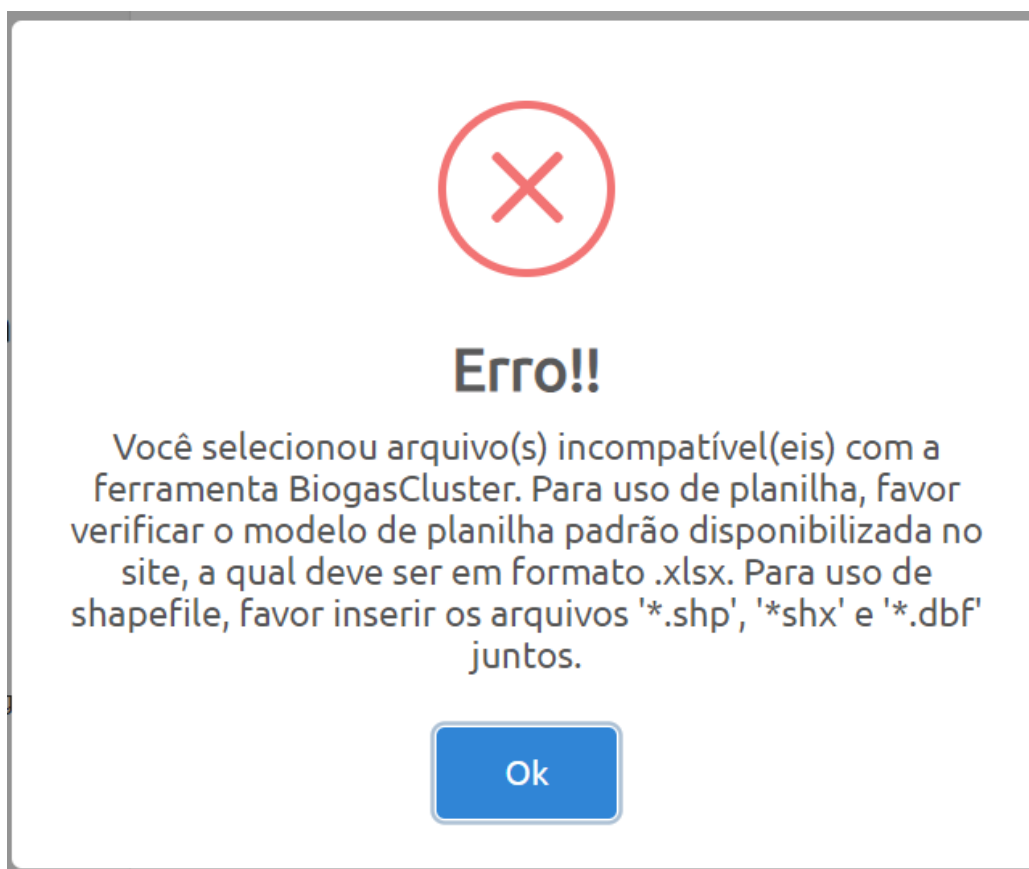 Erro!!
Você selecionou arquivo(s) incompatível(eis) com a
ferramenta BiogasCluster. Para uso de planilha, favor
verificar o modelo de planilha padrão disponibilizada no
site, a qual deve ser em formato .xlsx. Para uso de
shapefile, favor inserir os arquivos '*.shp', '*shx' e '*.dbf'
juntos.
Ok